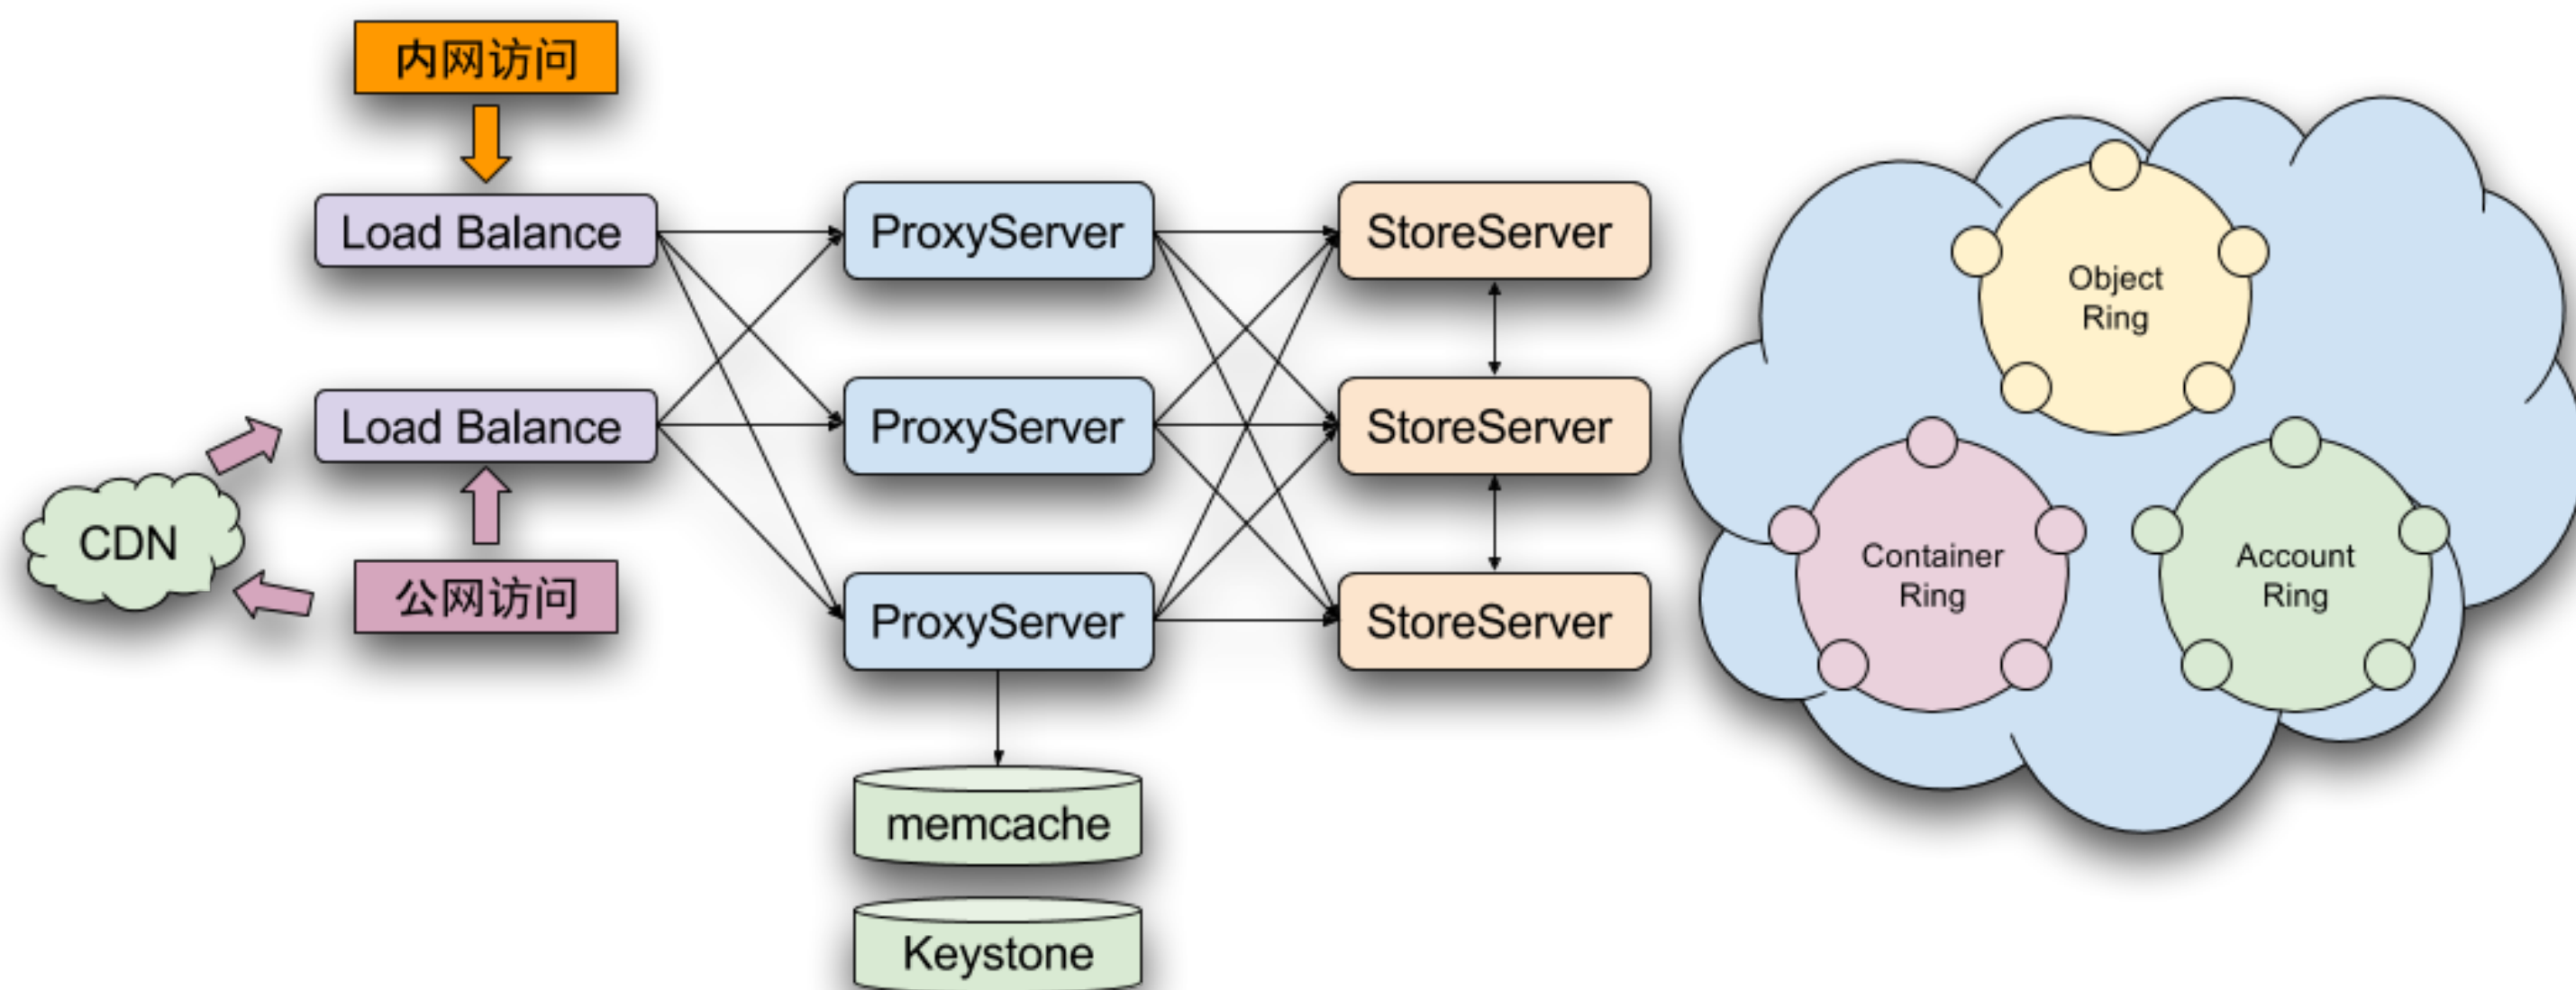 内网访问
Load Balance
ProxyServer
StoreServer
Object
Ring
Load Balance
ProxyServer
StoreServer
CDN
公网访问
Container
Ring
Account
Ring
ProxyServer
StoreServer
memcache
Keystone